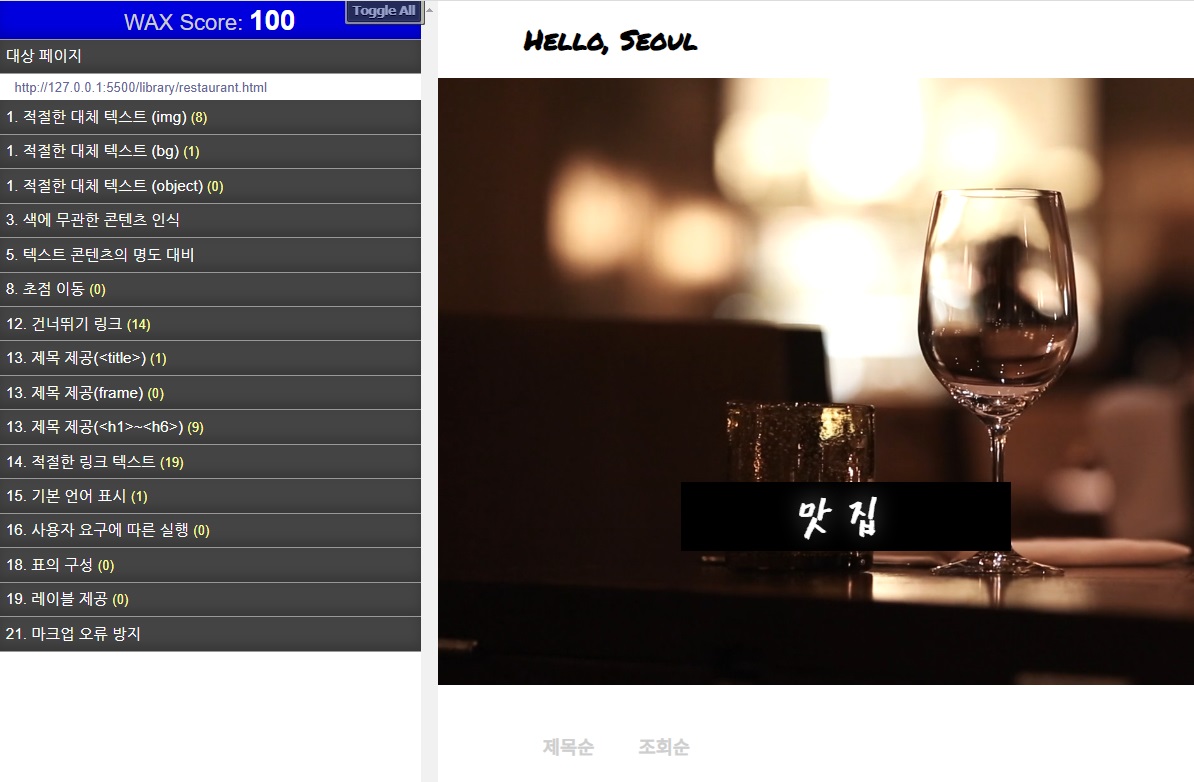 WAX Score: 100
Toggle All
대상 페이지
http://127.0.0.1:5500/library/restaurant.html
1. 적절한 대체 텍스트 (img) (8)
1. 적절한 대체 텍스트 (bg) (1)
1. 적절한 대체 텍스트 (object) (0)
3. 색에 무관한 콘텐츠 인식
5. 텍스트 콘텐츠의 명도 대비
8. 초점 이동 (0)
12. 건너뛰기 링크 (14)
13. 제목 제공(<title>) (1)
13. 제목 제공(frame) (0)
13. 제목 제공(<h1>~<h6>) (9)
14. 적절한 링크 텍스트 (19)
15. 기본 언어 표시 (1)
16. 사용자 요구에 따른 실행 (0)
18. 표의 구성 (0)
19. 레이블 제공 (0)
21. 마크업 오류 방지
Hello, Seoul
맛 집
제목순 조회순